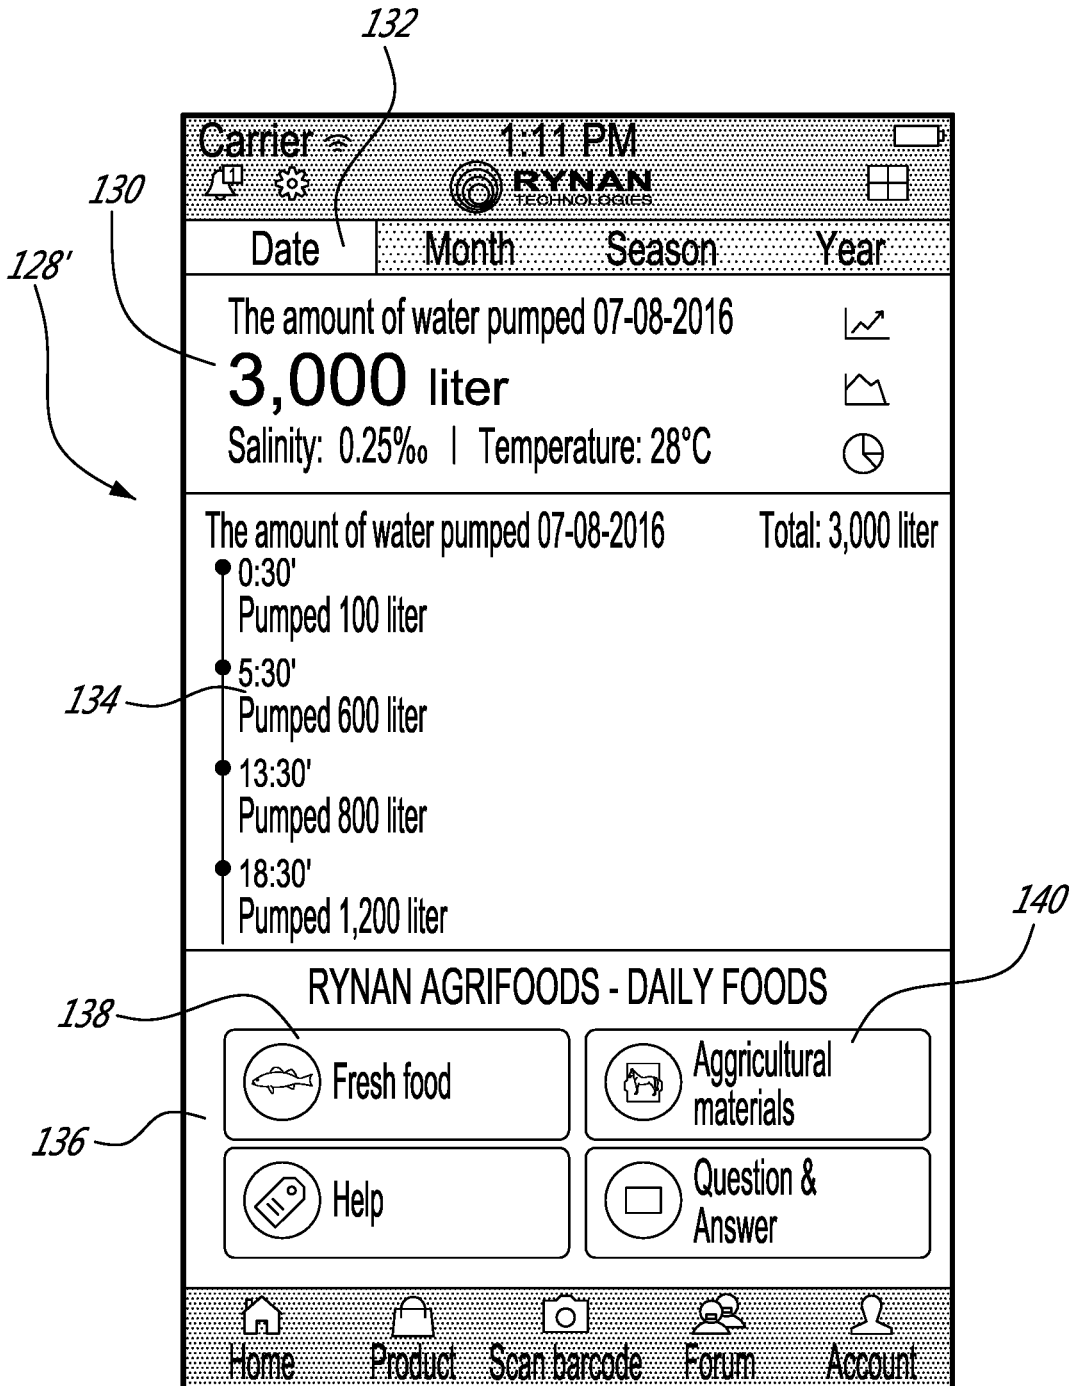 132
Carrier 1:11 PM
1
RYNAN
TECHNOLOGIES
130
Date Month Season Year
128'
The amount of water pumped 07-08-2016
3,000 liter
Salinity: 0.25‰ | Temperature: 28°C
The amount of water pumped 07-08-2016 Total: 3,000 liter
0:30'
Pumped 100 liter
5:30'
134
Pumped 600 liter
13:30'
Pumped 800 liter
18:30'
Pumped 1,200 liter
140
RYNAN AGRIFOODS - DAILY FOODS
138
Fresh food
Aggricultural
materials
136
Help
Question &
Answer
Home Product Scan barcode Forum Account